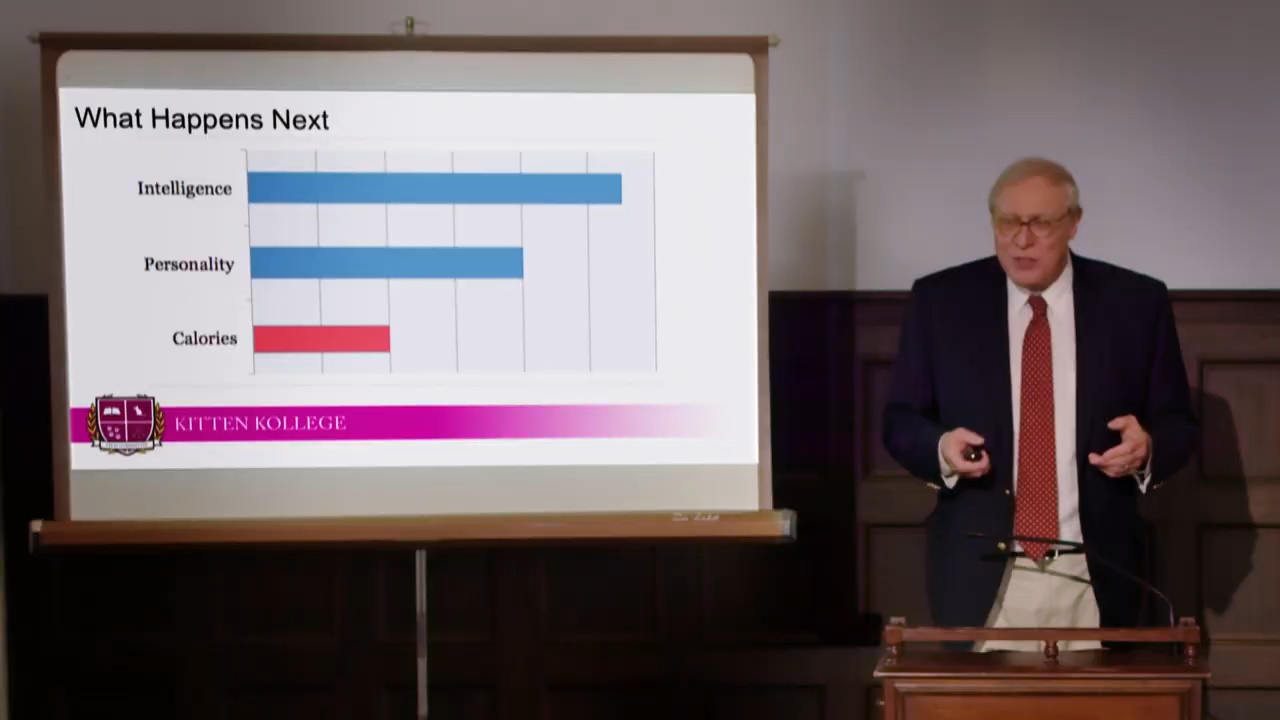 What Happens Next
Intelligence
Personality
Calories
KITTEN KOLLEGE